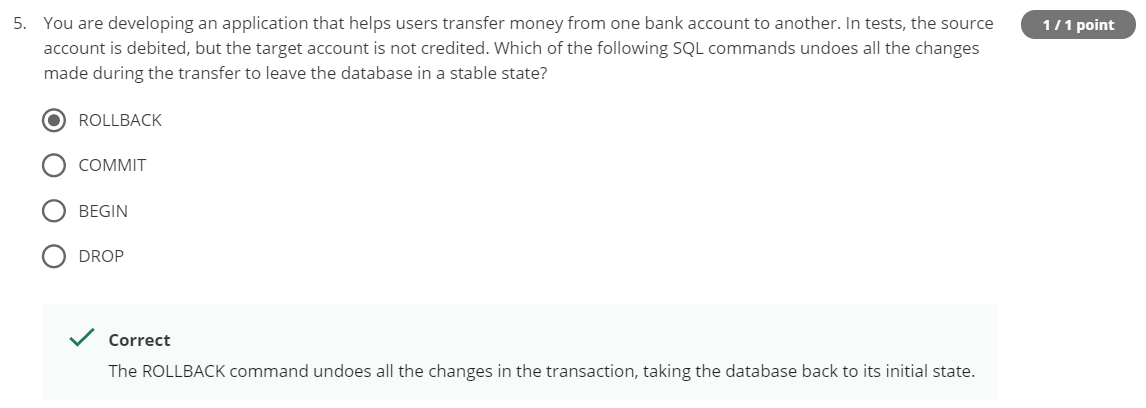 5. You are developing an application that helps users transfer money from one bank account to another. In tests, the source
1 / 1 point
account is debited, but the target account is not credited. Which of the following SQL commands undoes all the changes
made during the transfer to leave the database in a stable state?
ROLLBACK
COMMIT
BEGIN
DROP
Correct
The ROLLBACK command undoes all the changes in the transaction, taking the database back to its initial state.